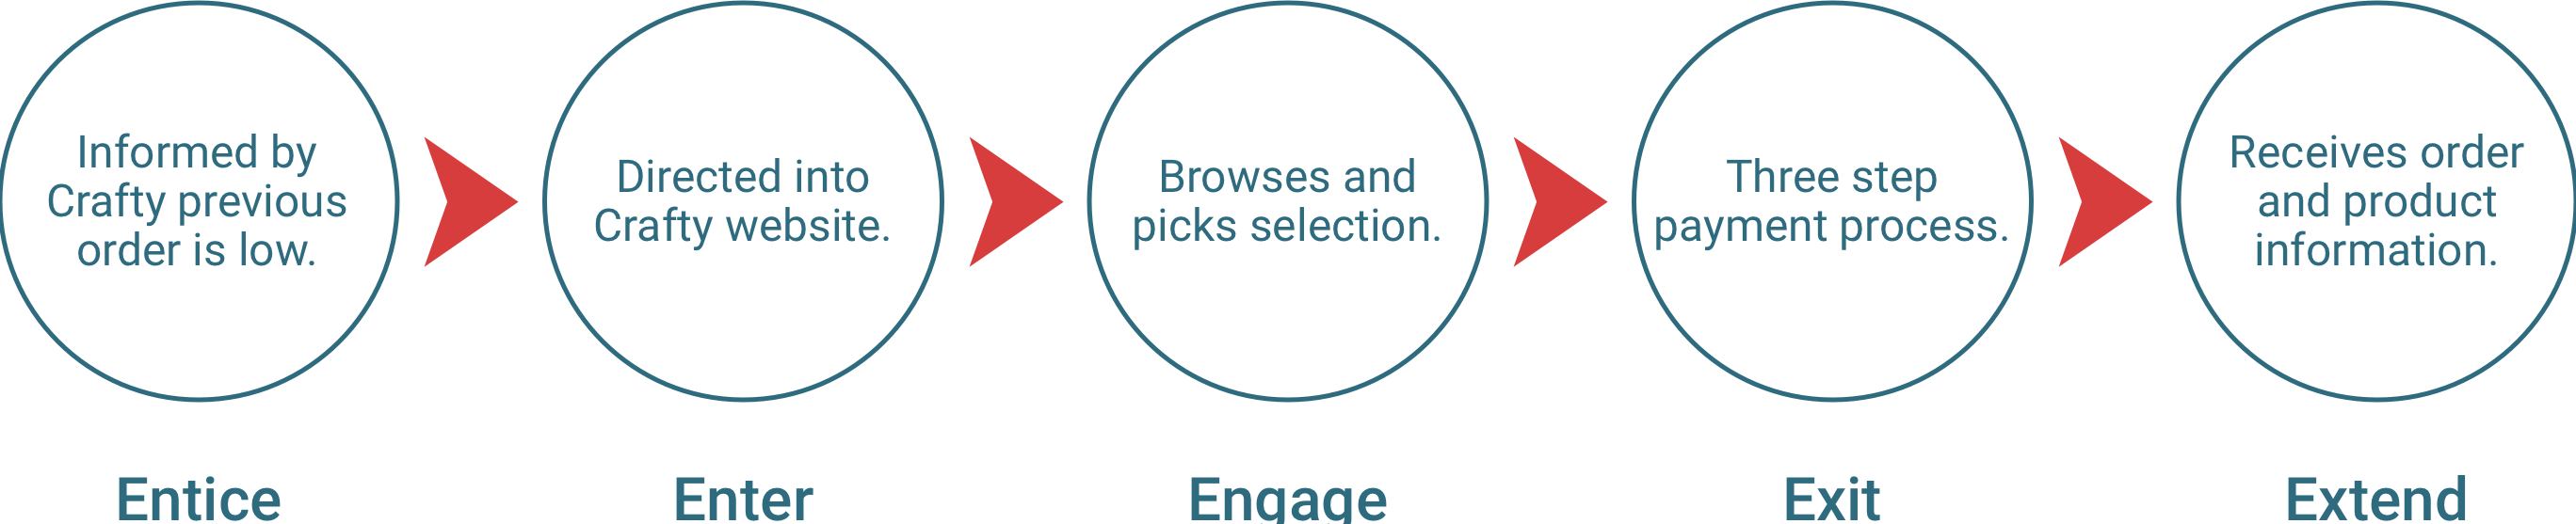 Informed by
Crafty previous
order is low.
Directed into
Crafty website.
Browses and
picks selection.
Three step
payment process.
Receives order
and product
information.
Entice
Enter
Engage
Exit
Extend